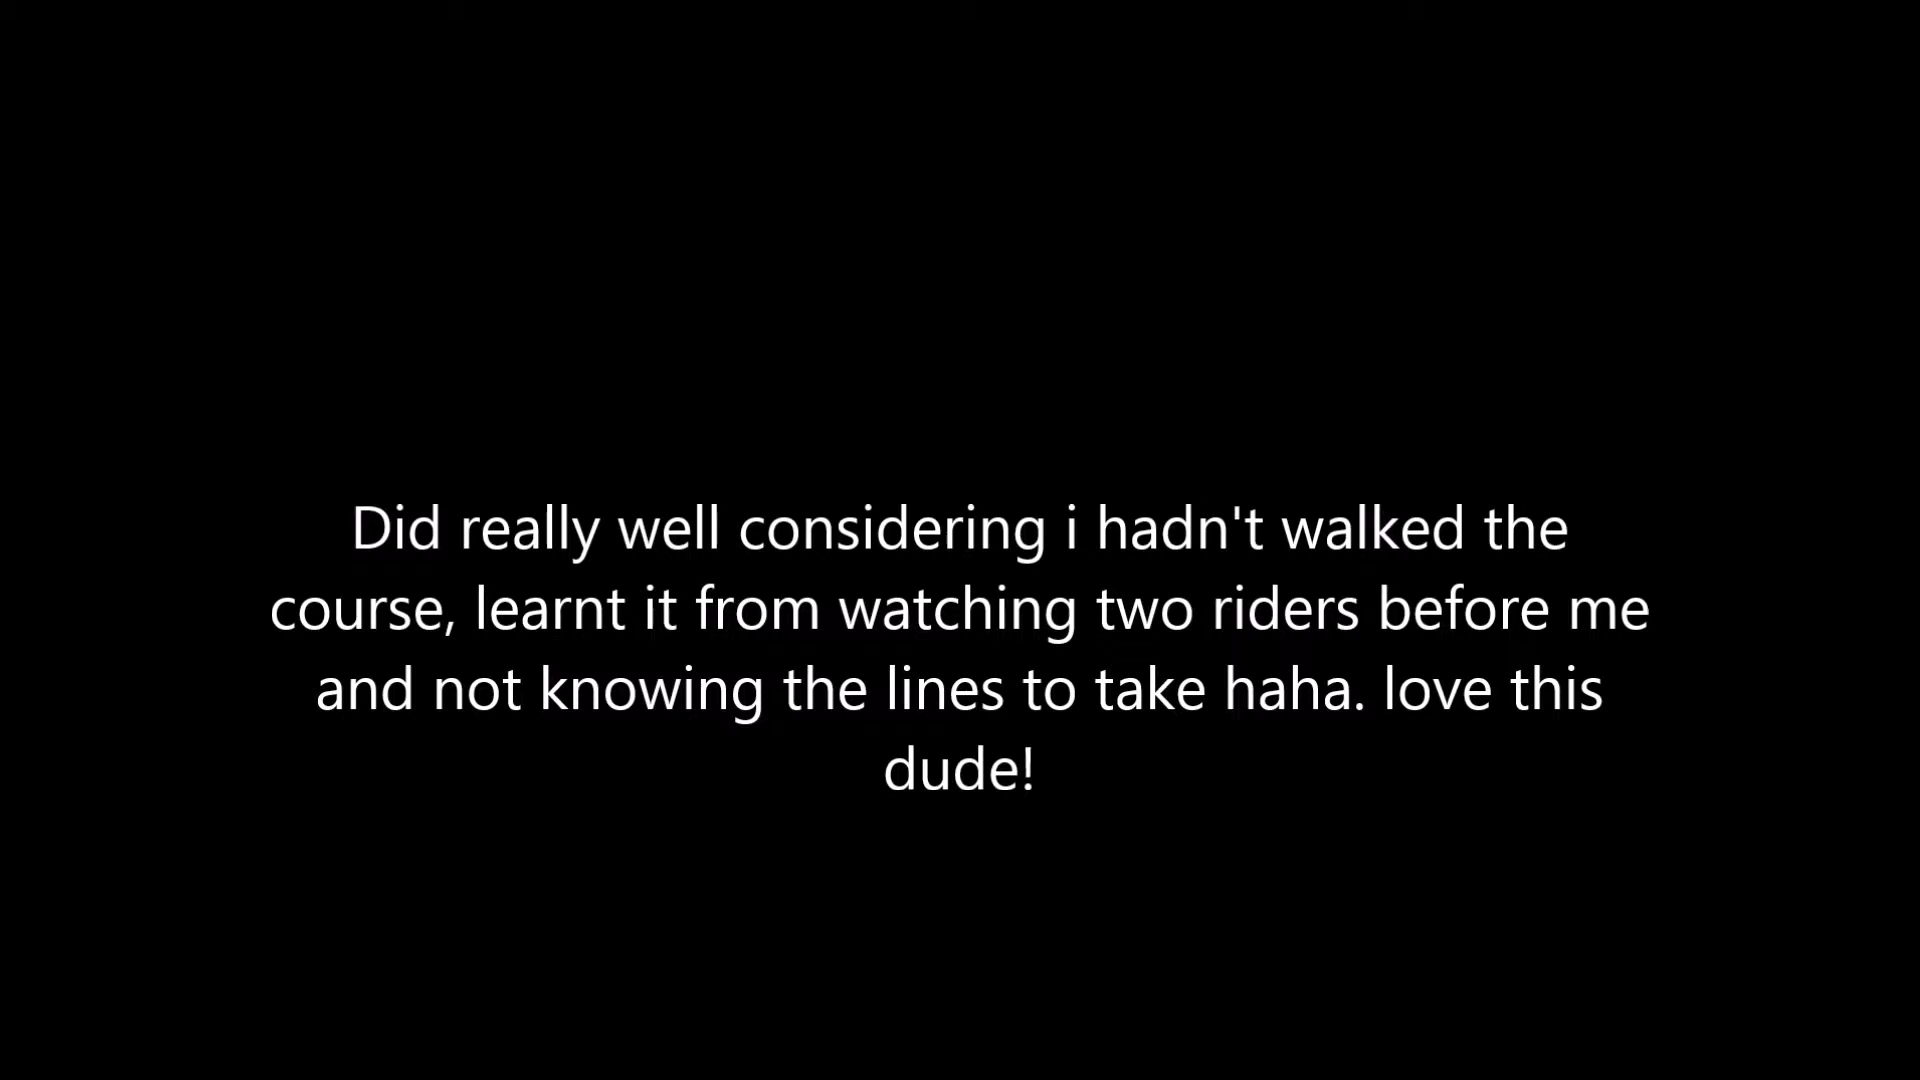 Did really well considering i hadn't walked the
course, learnt it from watching two riders before me
and not knowing the lines to take haha. love this
dude!